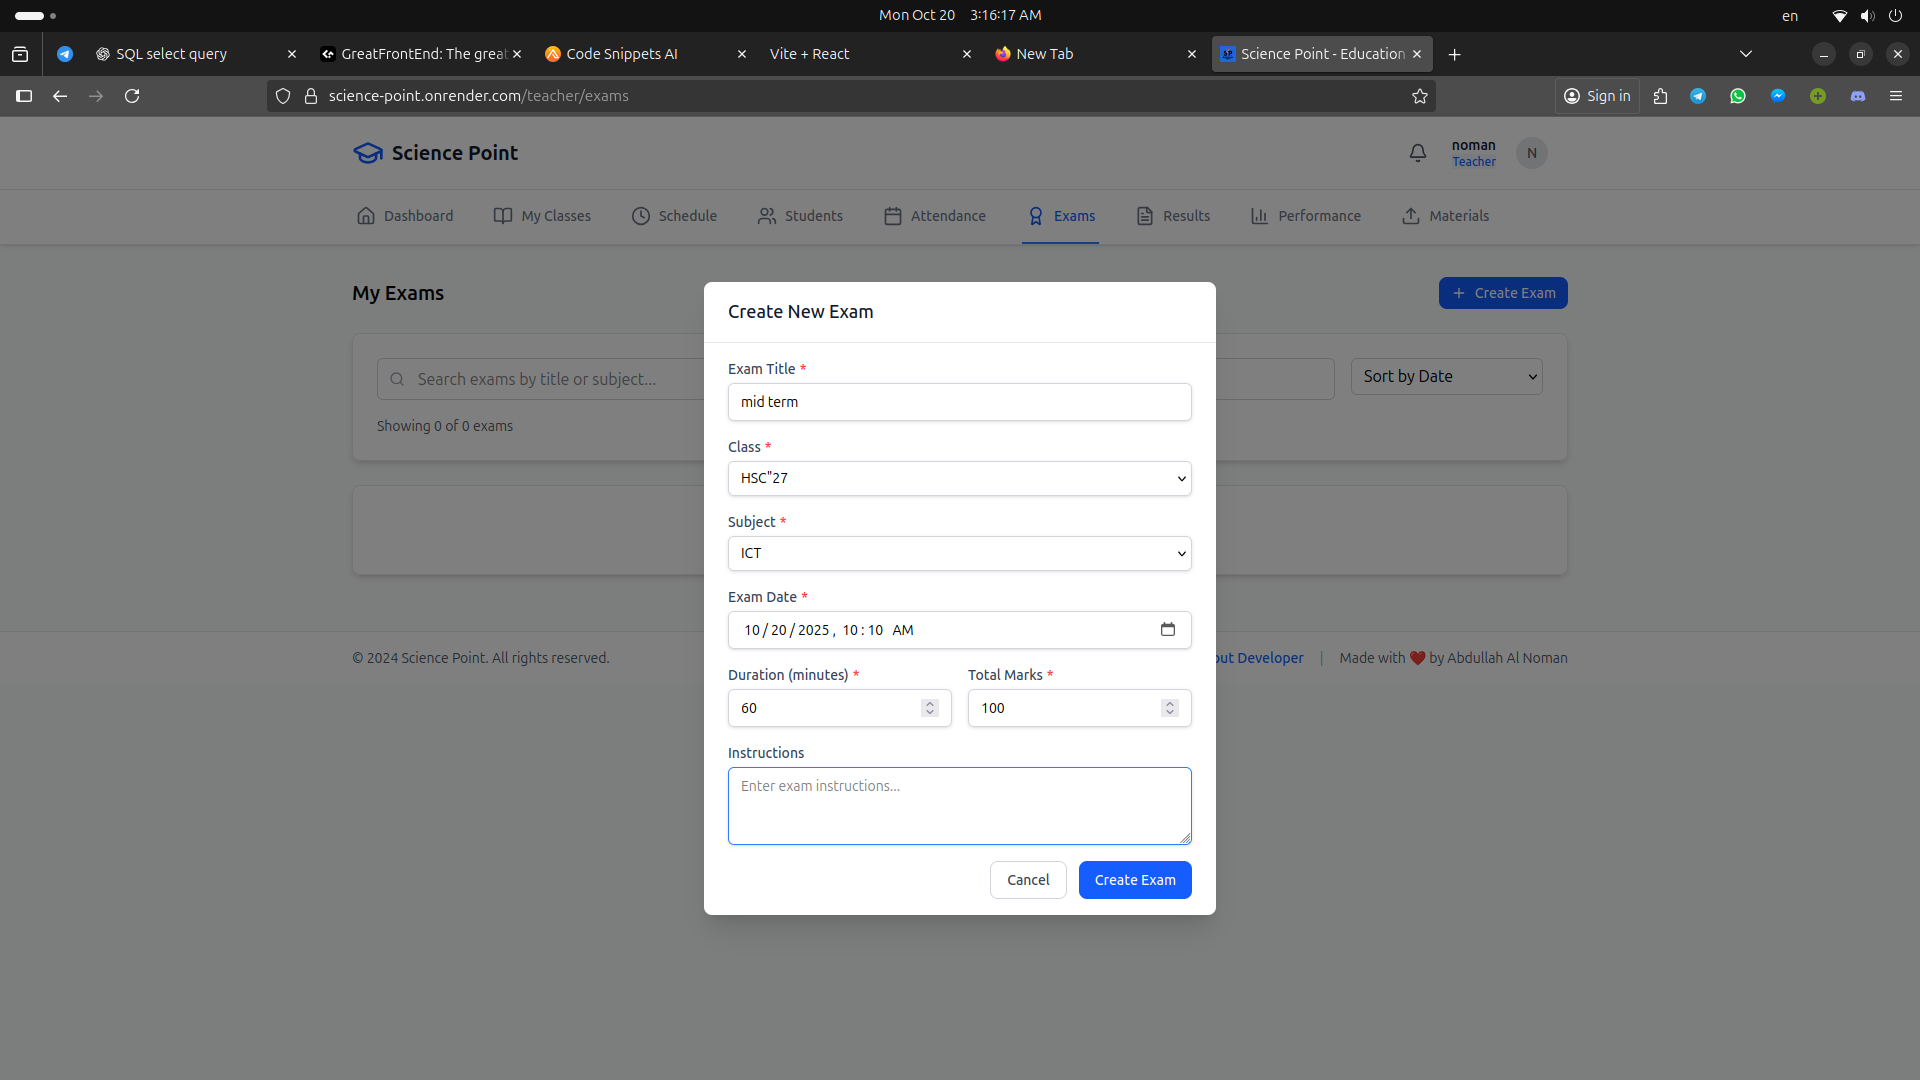 Mon Oct 20 3:16:17 AM
en
SQL select query
GreatFrontEnd: The great
Code Snippets AI
Vite + React
New Tab
Science Point - Education
science-point.onrender.com/teacher/exams
Sign in
Science Point
noman
Teacher
N
Dashboard
My Classes
Schedule
Students
Attendance
Exams
Results
Performance
Materials
My Exams
+ Create Exam
Search exams by title or subject...
Sort by Date
Showing 0 of 0 exams
Create New Exam
Exam Title *
mid term
Class *
HSC"27
Subject *
ICT
Exam Date *
10/20/2025, 10:10 AM
Duration (minutes) *
Total Marks *
60
100
Instructions
Enter exam instructions...
Cancel
Create Exam
© 2024 Science Point. All rights reserved.
out Developer | Made with ❤️ by Abdullah Al Noman